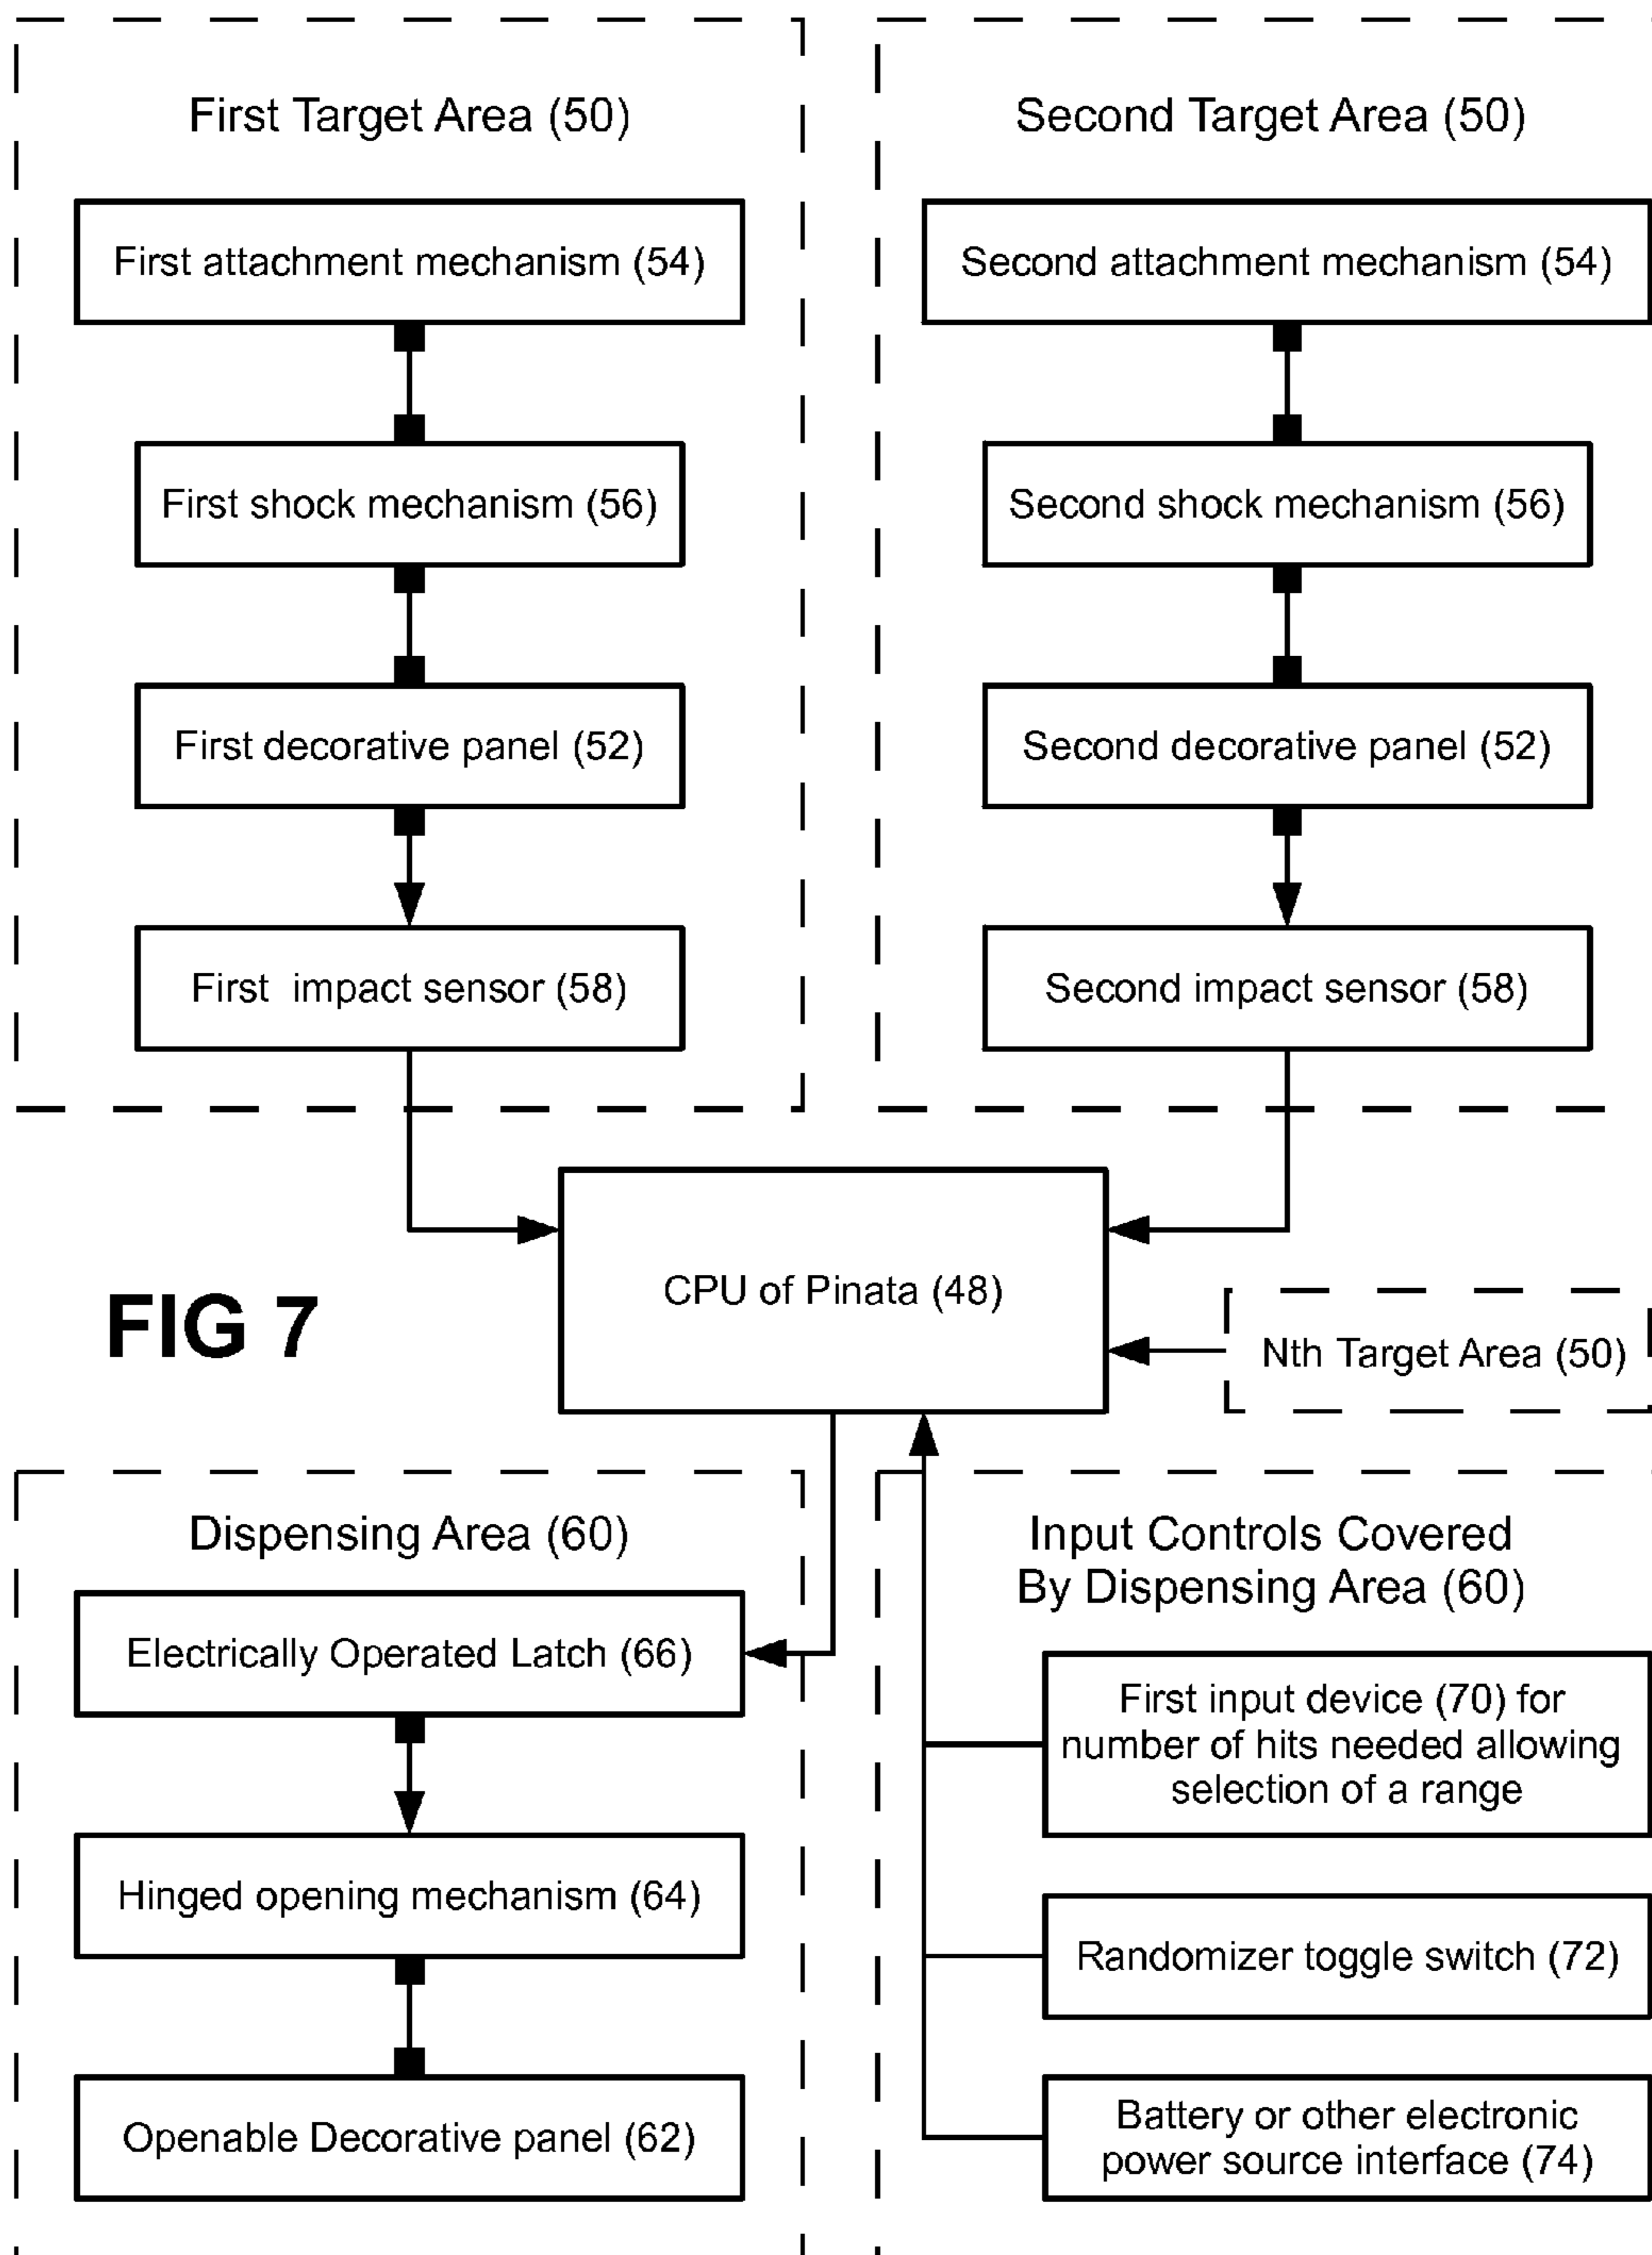 First Target Area (50)
First attachment mechanism (54)
First shock mechanism (56)
First decorative panel (52)
First impact sensor (58)
Second Target Area (50)
Second attachment mechanism (54)
Second shock mechanism (56)
Second decorative panel (52)
Second impact sensor (58)
CPU of Pinata (48)
FIG 7
Nth Target Area (50)
Dispensing Area (60)
Electrically Operated Latch (66)
Hinged opening mechanism (64)
Openable Decorative panel (62)
Input Controls Covered
By Dispensing Area (60)
First input device (70) for
number of hits needed allowing
selection of a range
Randomizer toggle switch (72)
Battery or other electronic
power source interface (74)